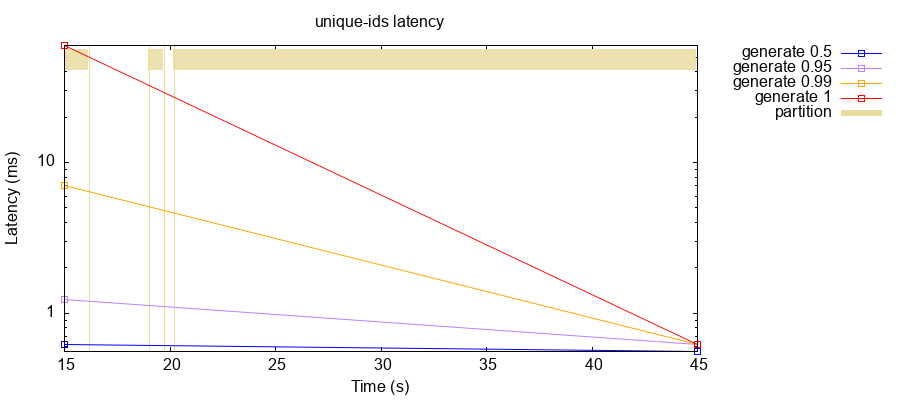 unique-ids latency
generate 0.5
generate 0.95
generate 0.99
generate 1
partition
Latency (ms)
10
1
15
20
25
30
35
40
45
Time (s)